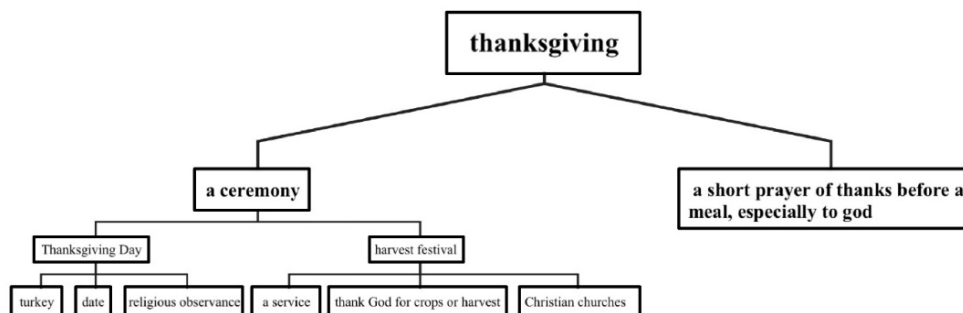 thanksgiving
a ceremony
a short prayer of thanks before a
meal, especially to god
Thanksgiving Day
harvest festival
turkey
date
religious observance
a service
thank God for crops or harvest
Christian churches